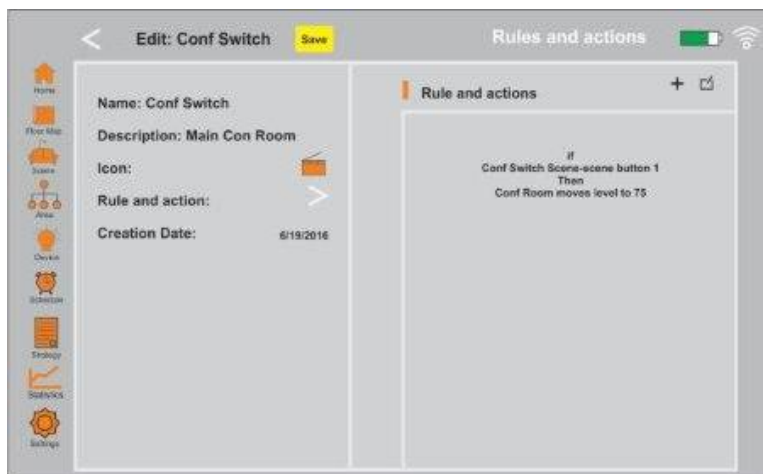 Edit: Conf Switch
Save
Rules and actions
Home
Floor Map
Scene
Area
Device
Schedule
Strategy
Statistics
Settings
Name: Conf Switch
Description: Main Con Room
Icon:
Rule and action:
Creation Date: 6/19/2016
Rule and actions
If
Conf Switch Scene-scene button 1
Then
Conf Room moves level to 75